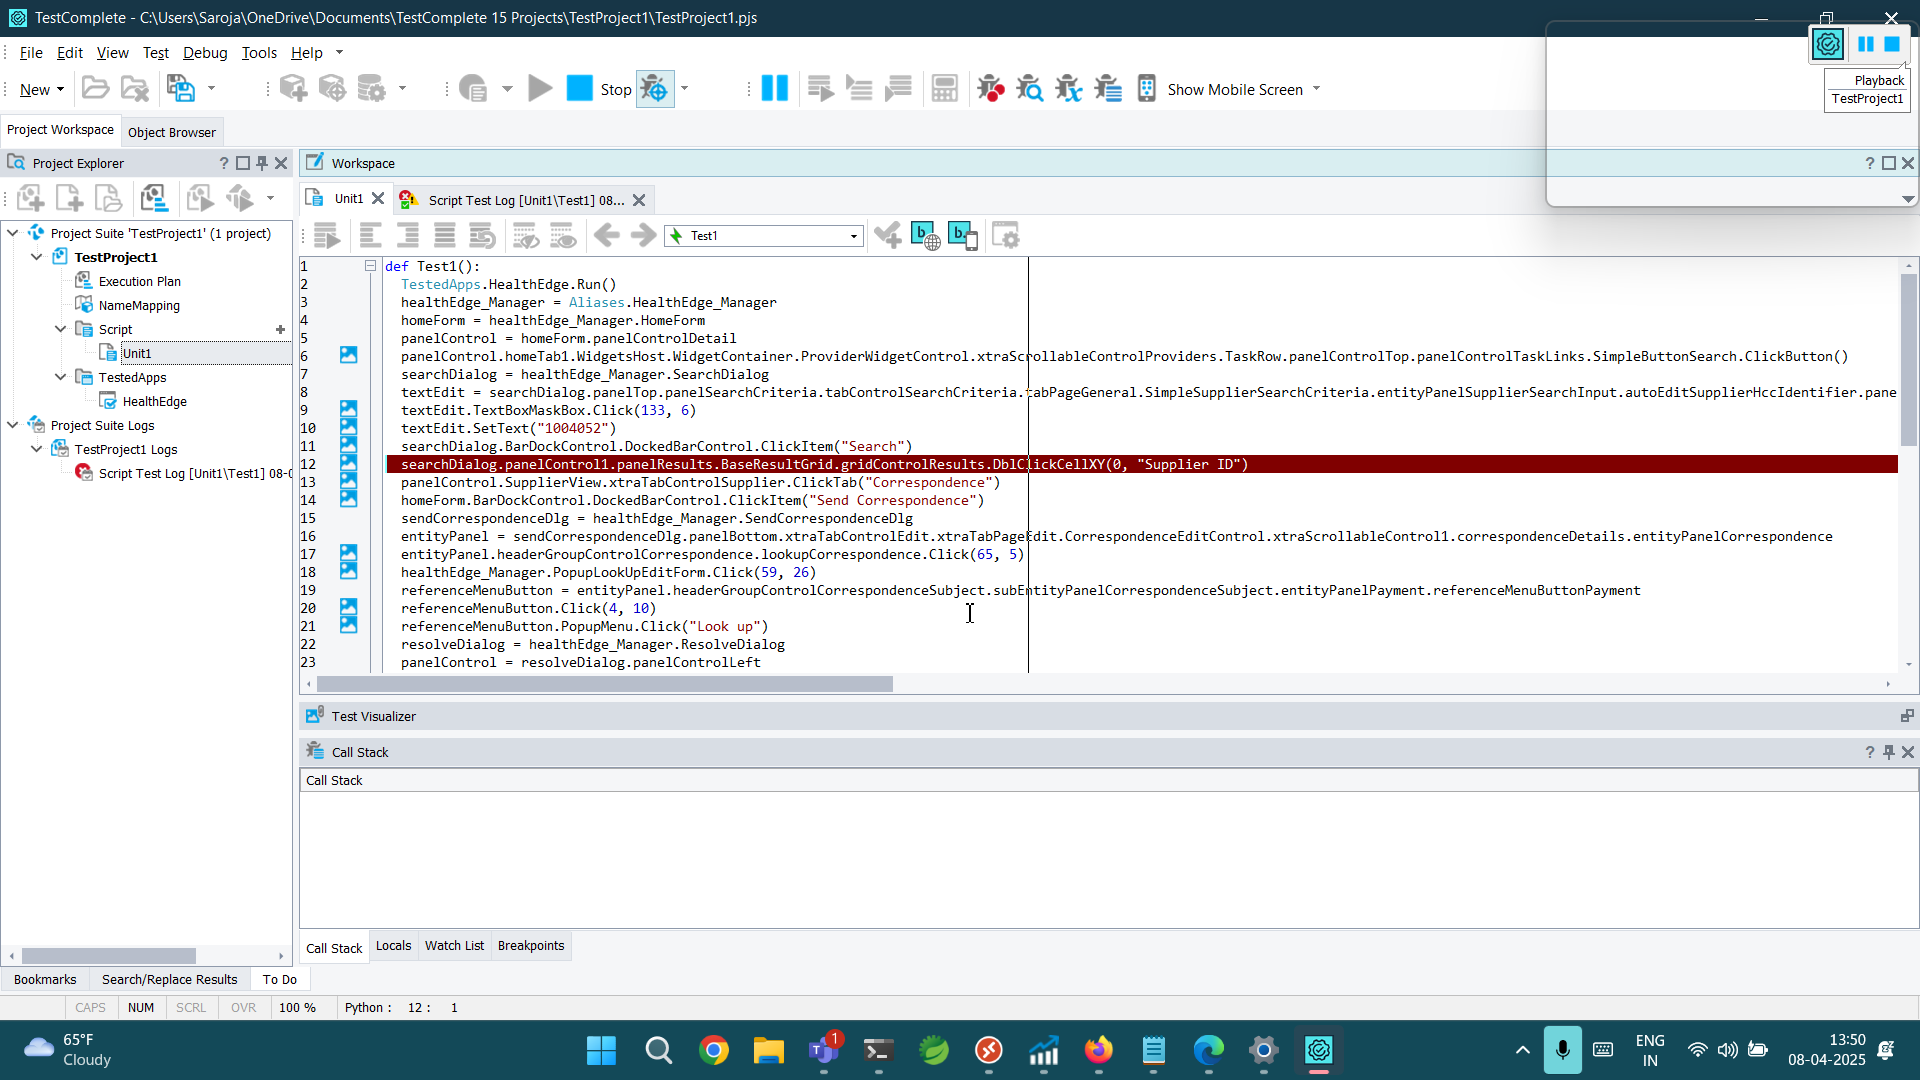 TestComplete - C:\Users\Saroja\OneDrive\Documents\TestComplete 15 Projects\TestProject1\TestProject1.pjs
File Edit View Test Debug Tools Help
New
Stop
Show Mobile Screen
Playback
TestProject1
Project Workspace
Object Browser
Project Explorer
?
Workspace
?
Unit1
Script Test Log [Unit1\Test1] 08...
Test1
Project Suite 'TestProject1' (1 project)
TestProject1
Execution Plan
NameMapping
Script
Unit1
TestedApps
HealthEdge
Project Suite Logs
TestProject1 Logs
Script Test Log [Unit1\Test1] 08-0
1 def Test1():
2 TestedApps.HealthEdge.Run()
3 healthEdge_Manager = Aliases.HealthEdge_Manager
4 homeForm = healthEdge_Manager.HomeForm
5 panelControl = homeForm.panelControlDetail
6 panelControl.homeTab1.WidgetsHost.WidgetContainer.ProviderWidgetControl.xtraScrollableControlProviders.TaskRow.panelControlTop.panelControlTaskLinks.SimpleButtonSearch.ClickButton()
7 searchDialog = healthEdge_Manager.SearchDialog
8 textEdit = searchDialog.panelTop.panelSearchCriteria.tabControlSearchCriteria.tabPageGeneral.SimpleSupplierSearchCriteria.entityPanelSupplierSearchInput.autoEditSupplierHccIdentifier.pane
9 textEdit.TextBoxMaskBox.Click(133, 6)
10 textEdit.SetText("1004052")
11 searchDialog.BarDockControl.DockedBarControl.ClickItem("Search")
12 searchDialog.panelControl1.panelResults.BaseResultGrid.gridControlResults.DblClickCellXY(0, "Supplier ID")
13 panelControl.SupplierView.xtraTabControlSupplier.ClickTab("Correspondence")
14 homeForm.BarDockControl.DockedBarControl.ClickItem("Send Correspondence")
15 sendCorrespondenceDlg = healthEdge_Manager.SendCorrespondenceDlg
16 entityPanel = sendCorrespondenceDlg.panelBottom.xtraTabControlEdit.xtraTabPageEdit.CorrespondenceEditControl.xtraScrollableControl1.correspondenceDetails.entityPanelCorrespondence
17 entityPanel.headerGroupControlCorrespondence.lookupCorrespondence.Click(65, 5)
18 healthEdge_Manager.PopupLookUpEditForm.Click(59, 26)
19 referenceMenuButton = entityPanel.headerGroupControlCorrespondenceSubject.subEntityPanelCorrespondenceSubject.entityPanelPayment.referenceMenuButtonPayment
20 referenceMenuButton.Click(4, 10)
21 referenceMenuButton.PopupMenu.Click("Look up")
22 resolveDialog = healthEdge_Manager.ResolveDialog
23 panelControl = resolveDialog.panelControlLeft
Test Visualizer
Call Stack
?
Call Stack
Call Stack Locals Watch List Breakpoints
Bookmarks Search/Replace Results To Do
CAPS NUM SCRL OVR 100 % Python : 12 : 1
65°F
Cloudy
1
ENG
IN
13:50
08-04-2025